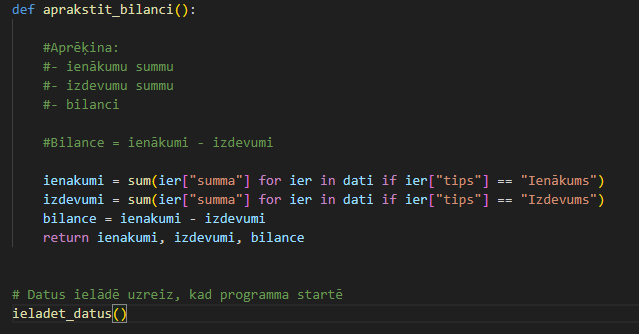 def aprakstit_bilanci():
#Aprēķina:
#- ienākumu summu
#- izdevumu summu
#- bilanci
#Bilance = ienākumi - izdevumi
ienakumi = sum(ier["summa"] for ier in dati if ier["tips"] == "Ienākums")
izdevumi = sum(ier["summa"] for ier in dati if ier["tips"] == "Izdevums")
bilance = ienakumi - izdevumi
return ienakumi, izdevumi, bilance
# Datus ielādē uzreiz, kad programma startē
ieladet_datus()